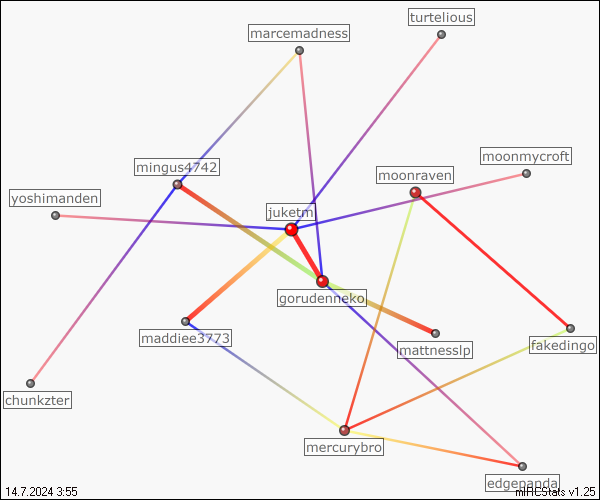 turtelious
marcemadness
moonmycroft
mingus4742
moonraven
yoshimanden
juketm
gorudenneko
maddiee3773
fakedingo
mattnesslp
chunkzter
mercurybro
edgepanda
14.7.2024 3:55
mIRCStats v1.25